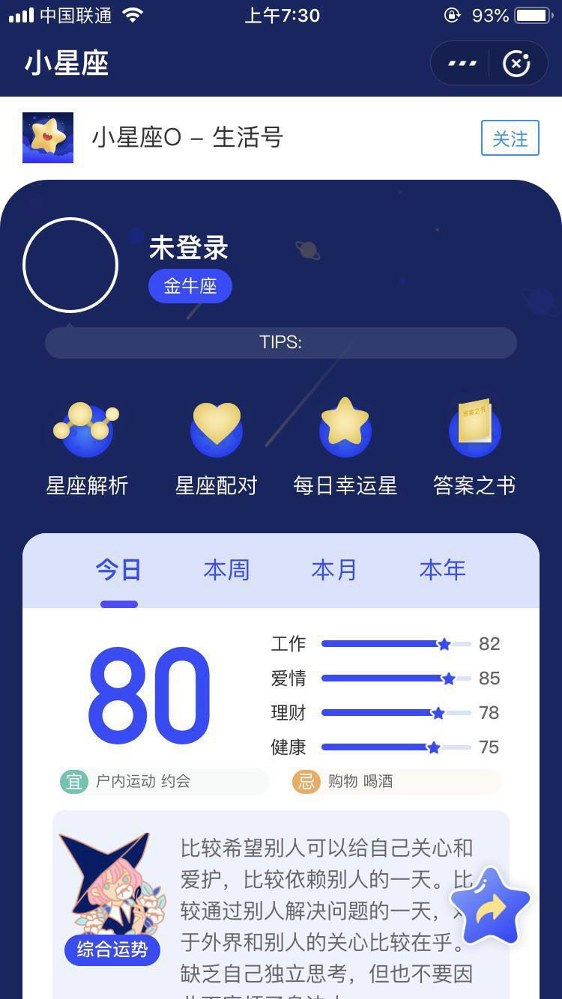 中国联通 上午7:30 93%
小星座
小星座O – 生活号 关注
未登录
金牛座
TIPS:
答案之书
星座解析 星座配对 每日幸运星 答案之书
今日 本周 本月 本年
80
工作 82
爱情 85
理财 78
健康 75
宜 户内运动 约会 忌 购物 喝酒
比较希望别人可以给自己关心和
爱护，比较依赖别人的一天。比
较通过别人解决问题的一天，
于外界和别人的关心比较在乎。
缺乏自己独立思考，但也不要因
综合运势